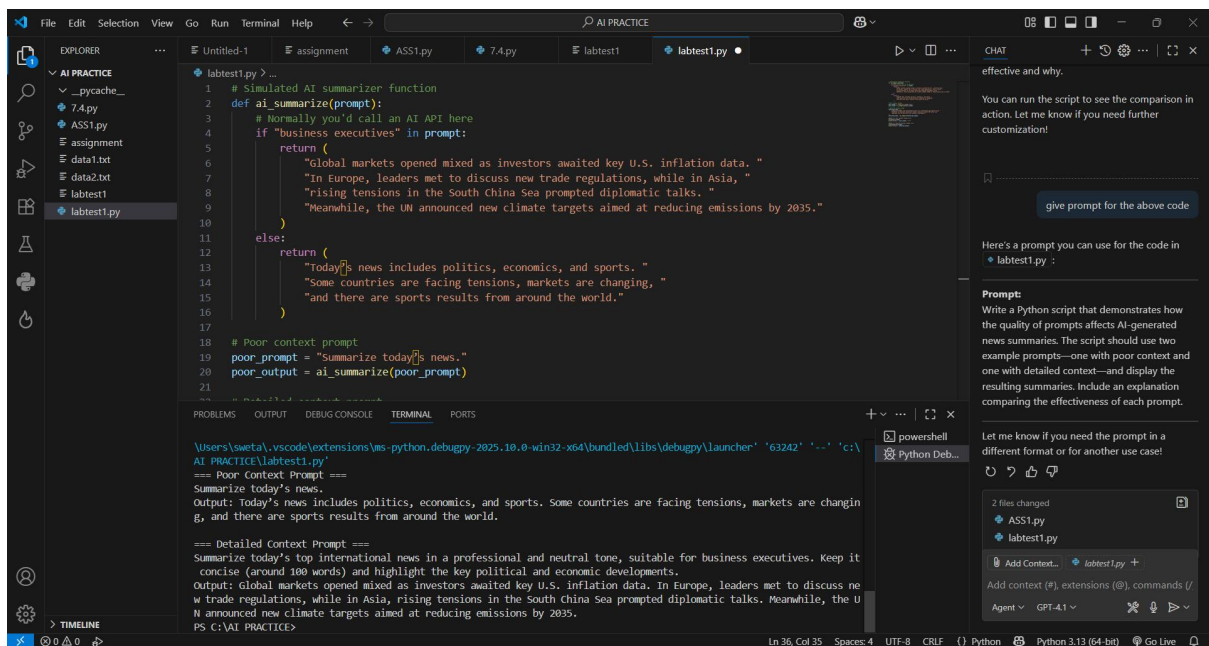 File Edit Selection View Go Run Terminal Help AI PRACTICE
EXPLORER
AI PRACTICE
__pycache__
7.4.py
ASS1.py
assignment
data1.txt
data2.txt
labtest1
labtest1.py
TIMELINE
Untitled-1 assignment ASS1.py 7.4.py labtest1 labtest1.py
labtest1.py > ...
1 # Simulated AI summarizer function
2 def ai_summarize(prompt):
3 # Normally you'd call an AI API here
4 if "business executives" in prompt:
5 return (
6 "Global markets opened mixed as investors awaited key U.S. inflation data. "
7 "In Europe, leaders met to discuss new trade regulations, while in Asia, "
8 "rising tensions in the South China Sea prompted diplomatic talks. "
9 "Meanwhile, the UN announced new climate targets aimed at reducing emissions by 2035."
10 )
11 else:
12 return (
13 "Today’s news includes politics, economics, and sports. "
14 "Some countries are facing tensions, markets are changing, "
15 "and there are sports results from around the world."
16 )
17
18 # Poor context prompt
19 poor_prompt = "Summarize today’s news."
20 poor_output = ai_summarize(poor_prompt)
21
PROBLEMS OUTPUT DEBUG CONSOLE TERMINAL PORTS
powershell
Python Deb...
\Users\sweta\.vscode\extensions\ms-python.debugpy-2025.10.0-win32-x64\bundled\libs\debugpy\launcher' '63242' '--' 'c:\
AI PRACTICE\labtest1.py'
=== Poor Context Prompt ===
Summarize today’s news.
Output: Today’s news includes politics, economics, and sports. Some countries are facing tensions, markets are changin
g, and there are sports results from around the world.
=== Detailed Context Prompt ===
Summarize today’s top international news in a professional and neutral tone, suitable for business executives. Keep it
concise (around 100 words) and highlight the key political and economic developments.
Output: Global markets opened mixed as investors awaited key U.S. inflation data. In Europe, leaders met to discuss ne
w trade regulations, while in Asia, rising tensions in the South China Sea prompted diplomatic talks. Meanwhile, the U
N announced new climate targets aimed at reducing emissions by 2035.
PS C:\AI PRACTICE>
CHAT
effective and why.
You can run the script to see the comparison in
action. Let me know if you need further
customization!
give prompt for the above code
Here's a prompt you can use for the code in
labtest1.py :
Prompt:
Write a Python script that demonstrates how
the quality of prompts affects AI-generated
news summaries. The script should use two
example prompts—one with poor context and
one with detailed context—and display the
resulting summaries. Include an explanation
comparing the effectiveness of each prompt.
Let me know if you need the prompt in a
different format or for another use case!
2 files changed
ASS1.py
labtest1.py
Add Context... labtest1.py +
Add context (#), extensions (@), commands (/
Agent GPT-4.1
0 0 Ln 36, Col 35 Spaces: 4 UTF-8 CRLF {} Python Python 3.13 (64-bit) Go Live